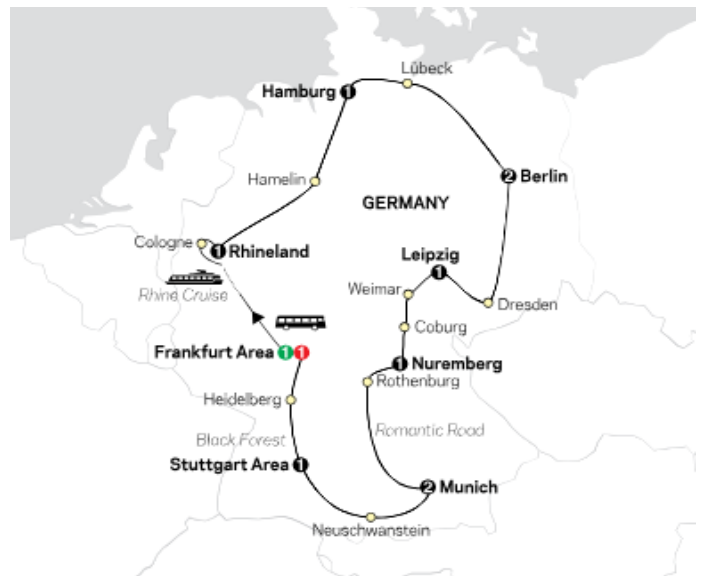 Lübeck
Hamburg 1
Hamelin
2 Berlin
GERMANY
Cologne
1 Rhineland
Leipzig
1
Rhine Cruise
Weimar
Dresden
Coburg
Frankfurt Area 1 1
1 Nuremberg
Rothenburg
Heidelberg
Romantic Road
Black Forest
Stuttgart Area 1
2 Munich
Neuschwanstein